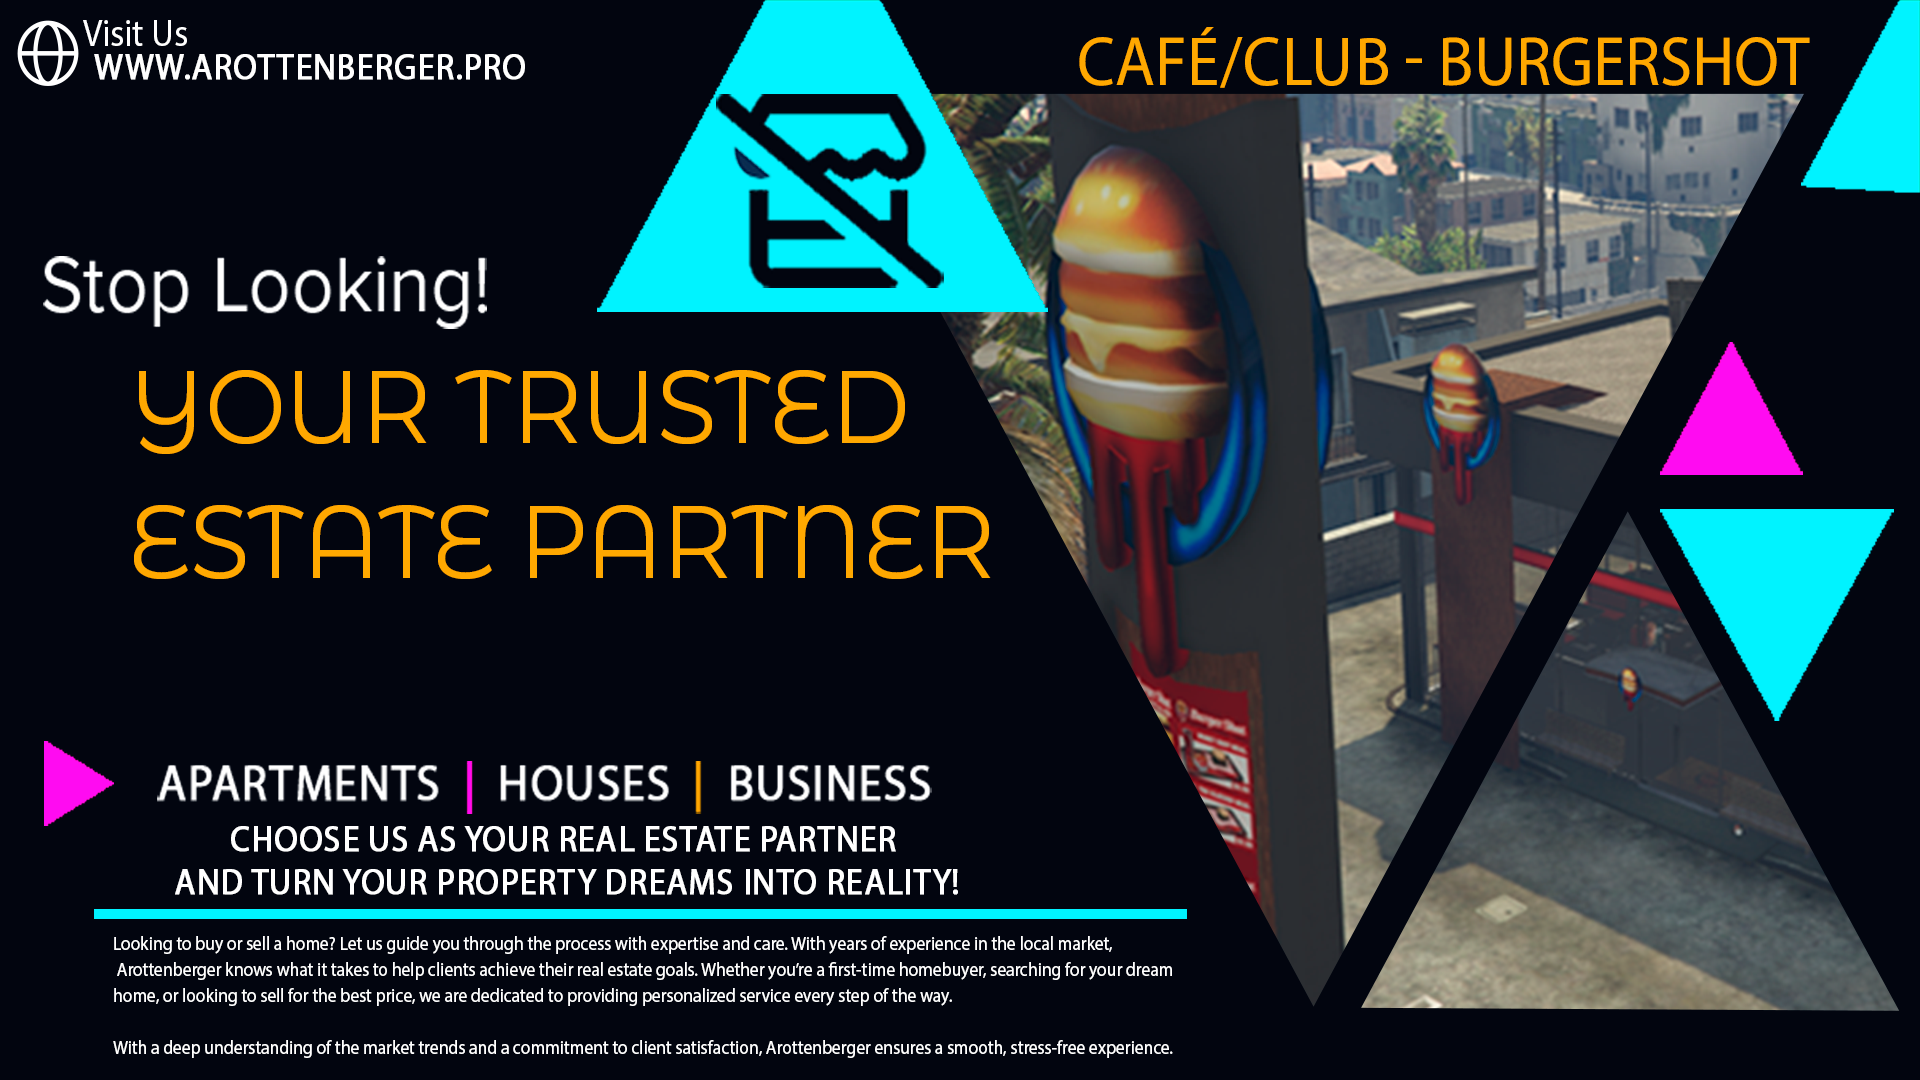 Visit Us
WWW.AROTTENBERGER.PRO
CAFÉ/CLUB - BURGERSHOT
Stop Looking!
YOUR TRUSTED
ESTATE PARTNER
APARTMENTS | HOUSES | BUSINESS
CHOOSE US AS YOUR REAL ESTATE PARTNER
AND TURN YOUR PROPERTY DREAMS INTO REALITY!
Looking to buy or sell a home? Let us guide you through the process with expertise and care. With years of experience in the local market,
Arottenberger knows what it takes to help clients achieve their real estate goals. Whether you're a first-time homebuyer, searching for your dream
home, or looking to sell for the best price, we are dedicated to providing personalized service every step of the way.
With a deep understanding of the market trends and a commitment to client satisfaction, Arottenberger ensures a smooth, stress-free experience.
Burger Shot